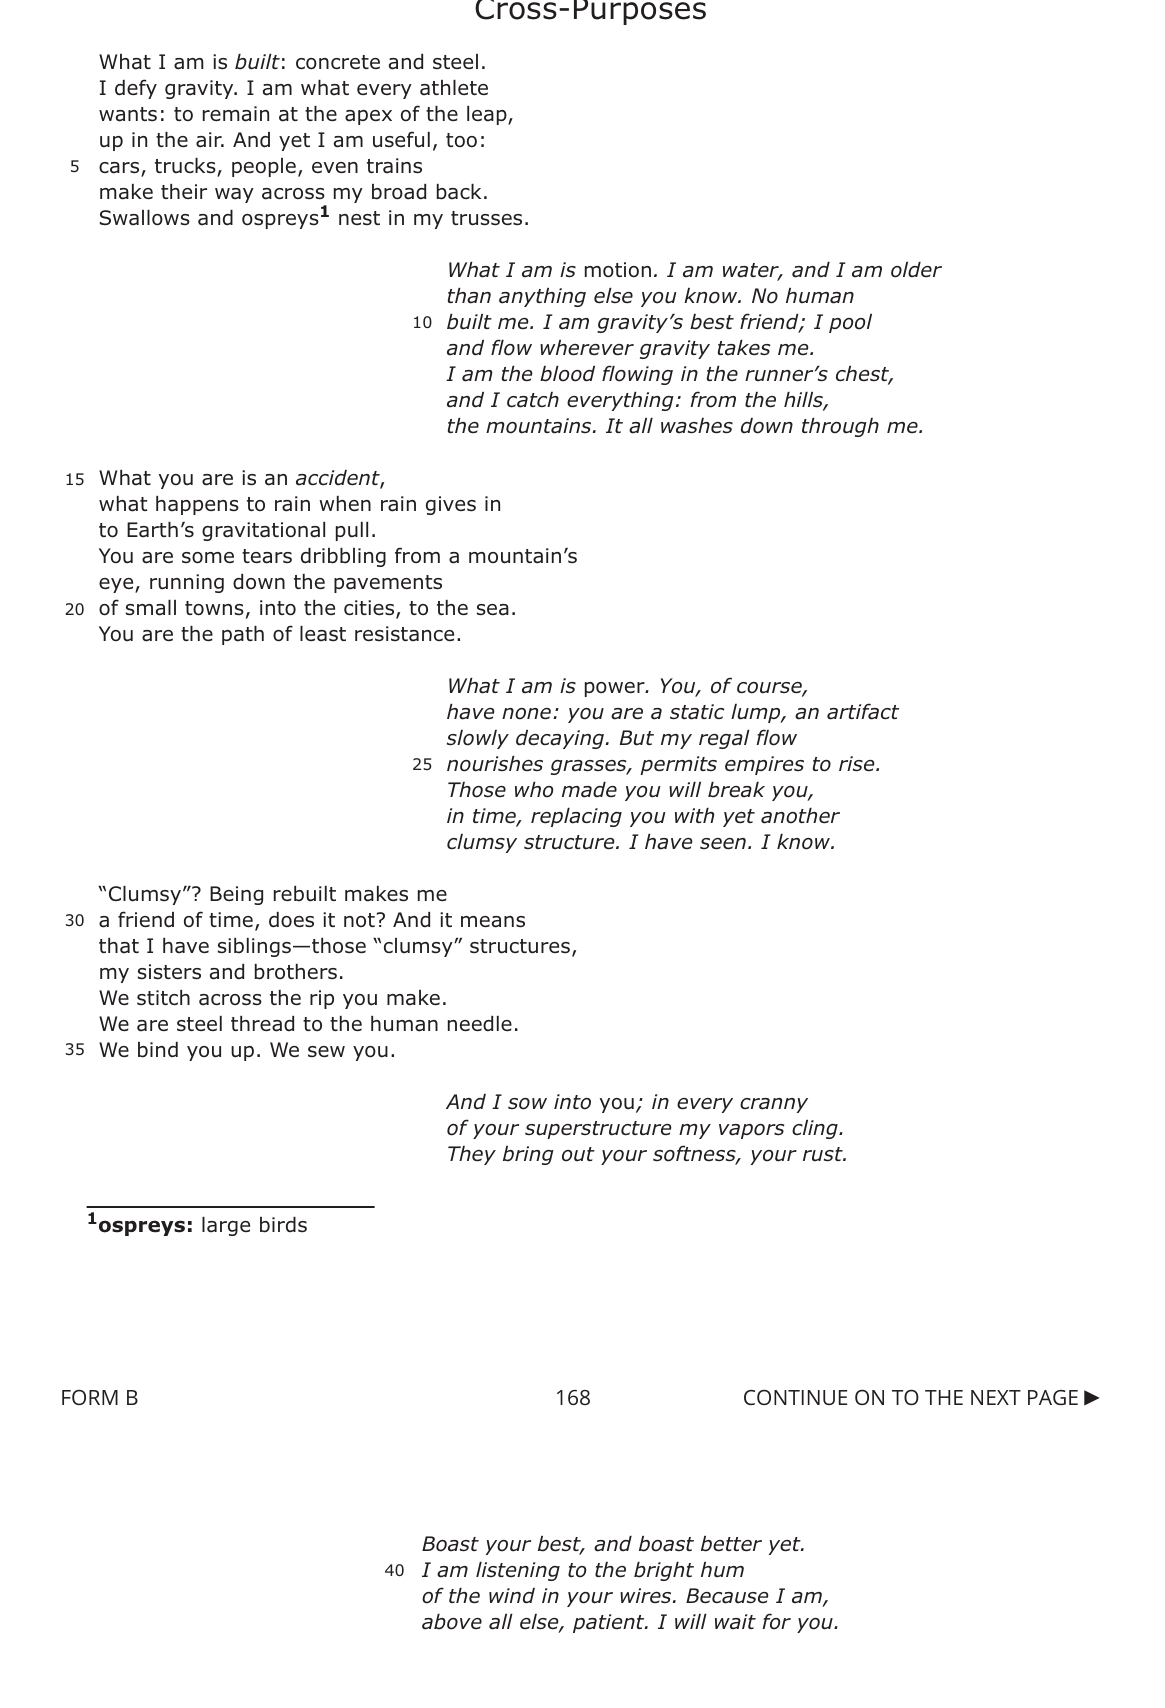 Cross-Purposes
What I am is built: concrete and steel.
I defy gravity. I am what every athlete
wants: to remain at the apex of the leap,
up in the air. And yet I am useful, too:
5 cars, trucks, people, even trains
make their way across my broad back.
Swallows and ospreys1 nest in my trusses.
What I am is motion. I am water, and I am older
than anything else you know. No human
10 built me. I am gravity’s best friend; I pool
and flow wherever gravity takes me.
I am the blood flowing in the runner’s chest,
and I catch everything: from the hills,
the mountains. It all washes down through me.
15 What you are is an accident,
what happens to rain when rain gives in
to Earth’s gravitational pull.
You are some tears dribbling from a mountain’s
eye, running down the pavements
20 of small towns, into the cities, to the sea.
You are the path of least resistance.
What I am is power. You, of course,
have none: you are a static lump, an artifact
slowly decaying. But my regal flow
25 nourishes grasses, permits empires to rise.
Those who made you will break you,
in time, replacing you with yet another
clumsy structure. I have seen. I know.
“Clumsy”? Being rebuilt makes me
30 a friend of time, does it not? And it means
that I have siblings—those “clumsy” structures,
my sisters and brothers.
We stitch across the rip you make.
We are steel thread to the human needle.
35 We bind you up. We sew you.
And I sow into you; in every cranny
of your superstructure my vapors cling.
They bring out your softness, your rust.
1ospreys: large birds
FORM B 168 CONTINUE ON TO THE NEXT PAGE ►
Boast your best, and boast better yet.
40 I am listening to the bright hum
of the wind in your wires. Because I am,
above all else, patient. I will wait for you.